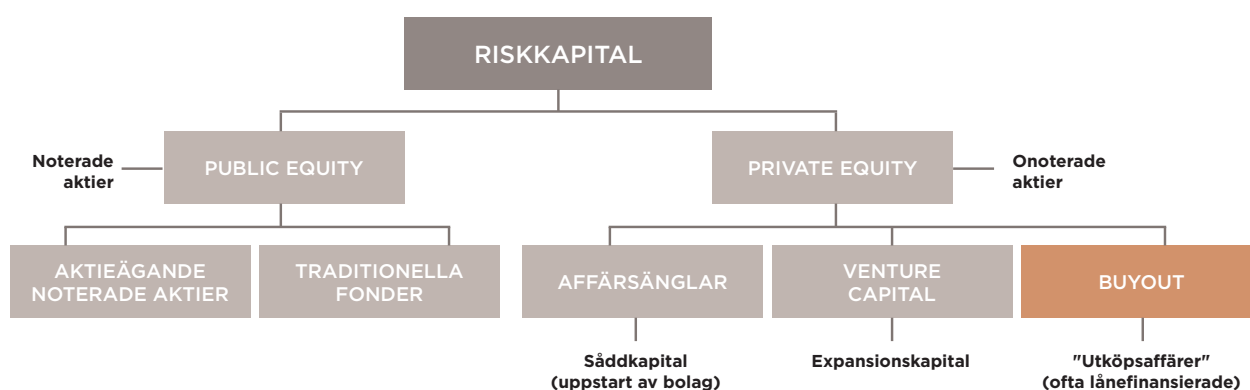 RISKKAPITAL
Noterade
aktier
PUBLIC EQUITY
PRIVATE EQUITY
Onoterade
aktier
AKTIEÄGANDE
NOTERADE AKTIER
TRADITIONELLA
FONDER
AFFÄRSÄNGLAR
VENTURE
CAPITAL
BUYOUT
Såddkapital
(uppstart av bolag)
Expansionskapital
"Utköpsaffärer"
(ofta lånefinansierade)